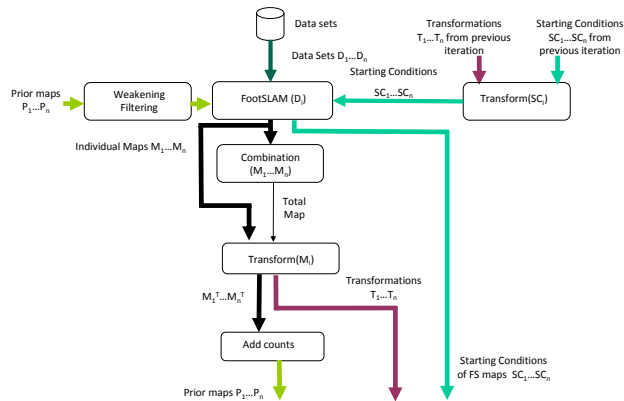 Data sets
Transformations
T1...Tn from previous
iteration
Starting Conditions
SC1...SCn from
previous iteration
Data Sets D1...Dn
Starting
Conditions
SC1...SCn
Prior maps
P1...Pn
Weakening
Filtering
FootSLAM (Di)
Transform(SCi)
Individual Maps M1...Mn
Combination
(M1...Mn)
Total
Map
Transform(Mi)
M1T...MnT
Transformations
T1...Tn
Add counts
Starting Conditions
of FS maps SC1...SCn
Prior maps P1...Pn